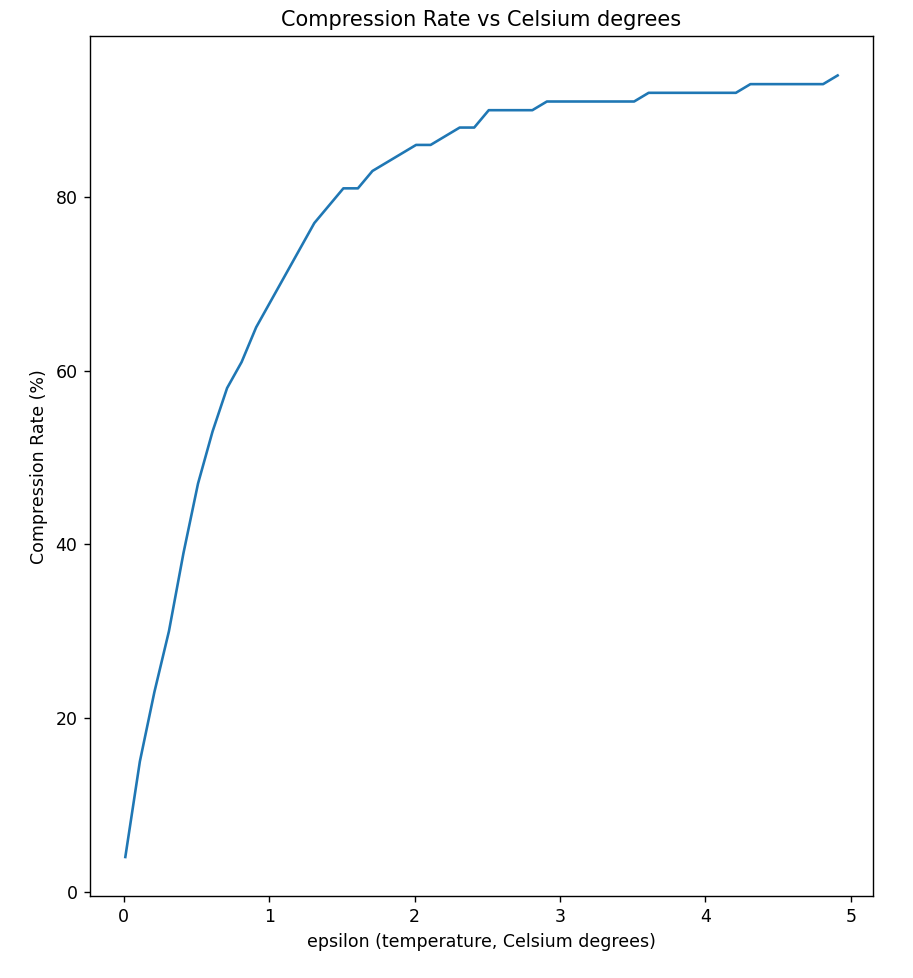 Compression Rate vs Celsium degrees
Compression Rate (%)
80
60
40
20
0
0 1 2 3 4 5
epsilon (temperature, Celsium degrees)